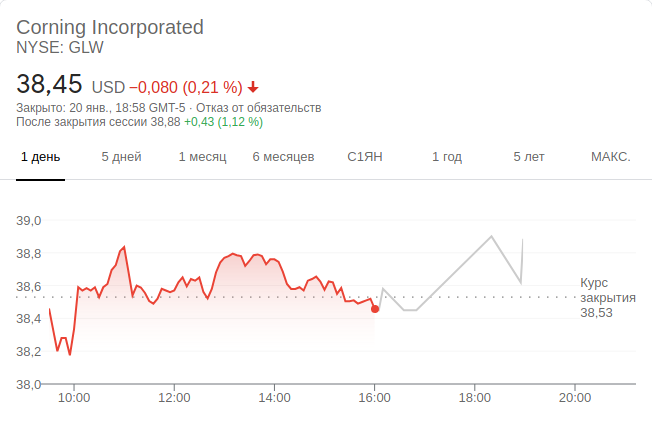 Corning Incorporated
NYSE: GLW
38,45 USD −0,080 (0,21 %)
Закрыто: 20 янв., 18:58 GMT-5 · Отказ от обязательств
После закрытия сессии 38,88 +0,43 (1,12 %)
1 день 5 дней 1 месяц 6 месяцев С1ЯН 1 год 5 лет МАКС.
39,0
38,8
38,6
38,4
38,2
38,0
Курс
закрытия
38,53
10:00 12:00 14:00 16:00 18:00 20:00